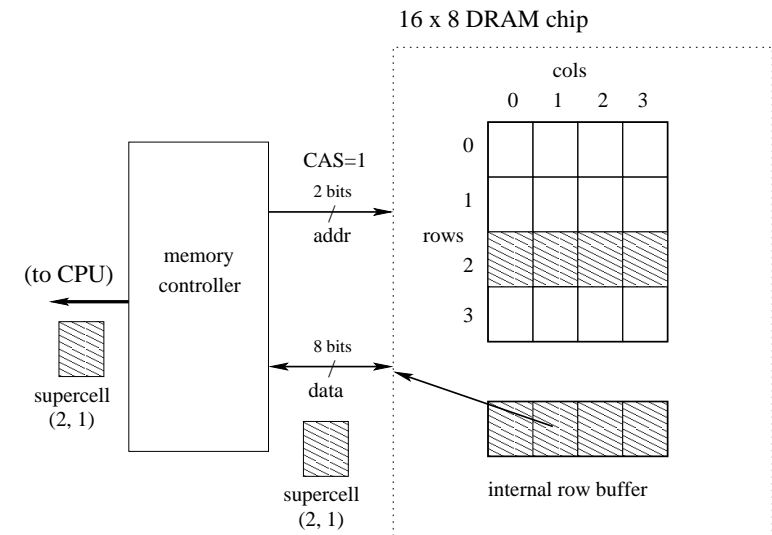 16 x 8 DRAM chip
cols
0 1 2 3
0
CAS=1
2 bits
1
addr
rows
memory
controller
(to CPU)
2
3
8 bits
data
supercell
(2, 1)
supercell
(2, 1)
internal row buffer